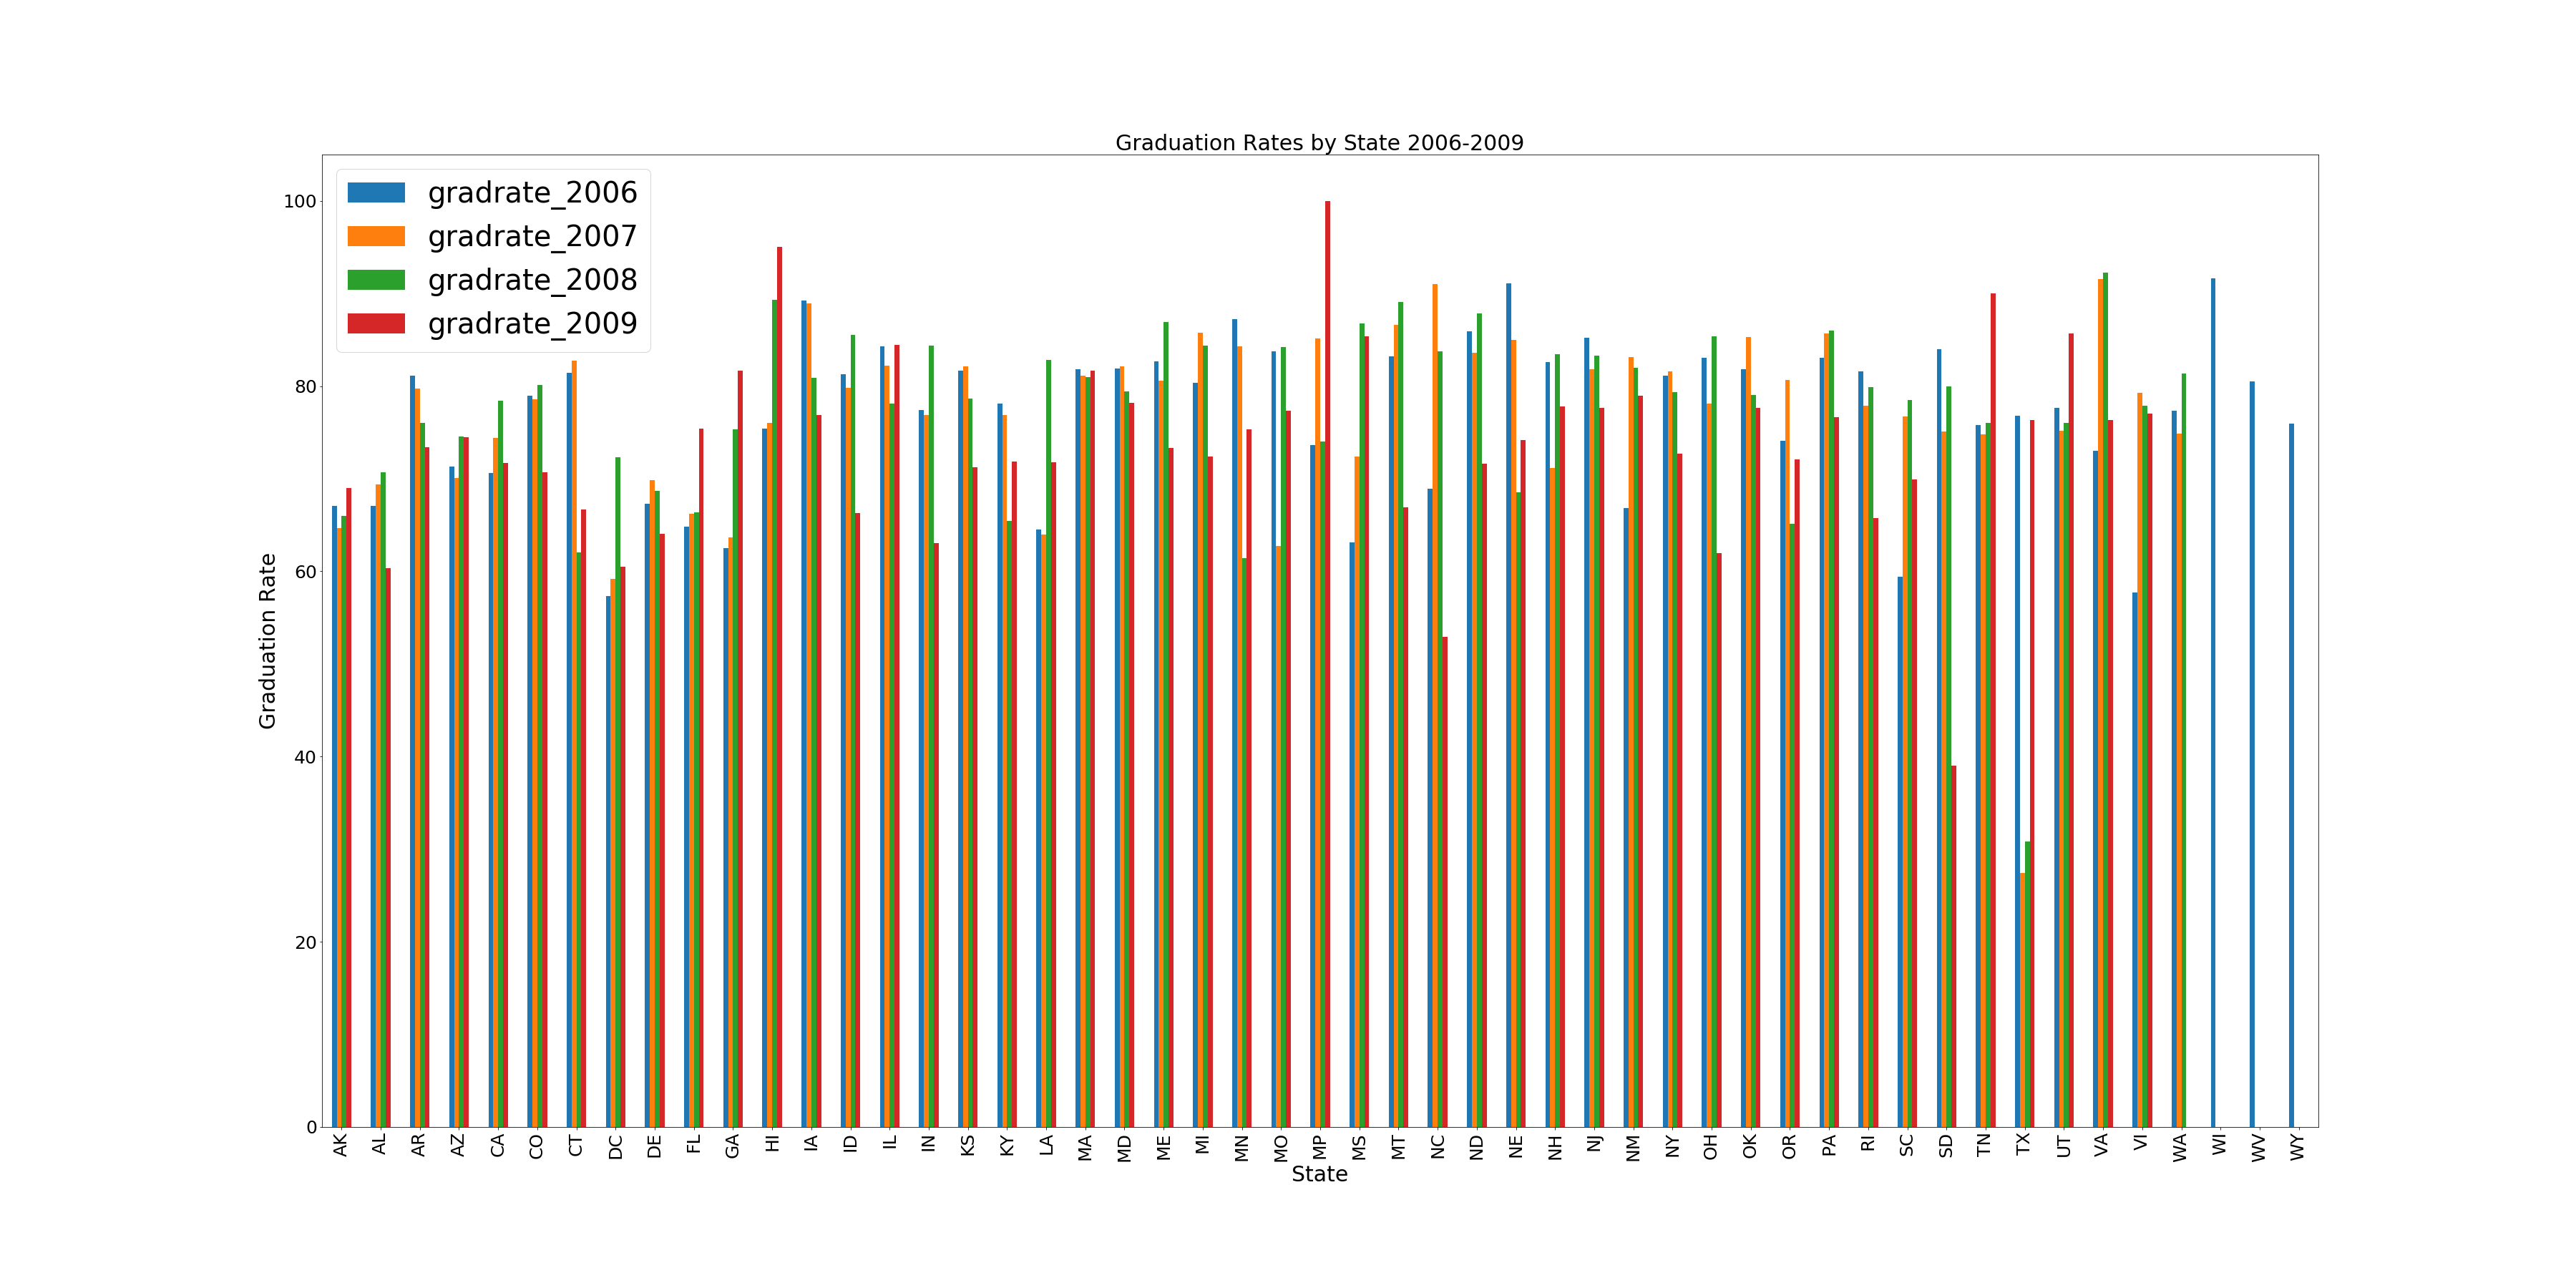 Graduation Rates by State 2006-2009
gradrate_2006
gradrate_2007
gradrate_2008
gradrate_2009
Graduation Rate
100
80
60
40
20
0
AK AL AR AZ CA CO CT DC DE FL GA HI IA ID IL IN KS KY LA MA MD ME MI MN MO MP MS MT NC ND NE NH NJ NM NY OH OK OR PA RI SC SD TN TX UT VA VI WA WI WV WY
State